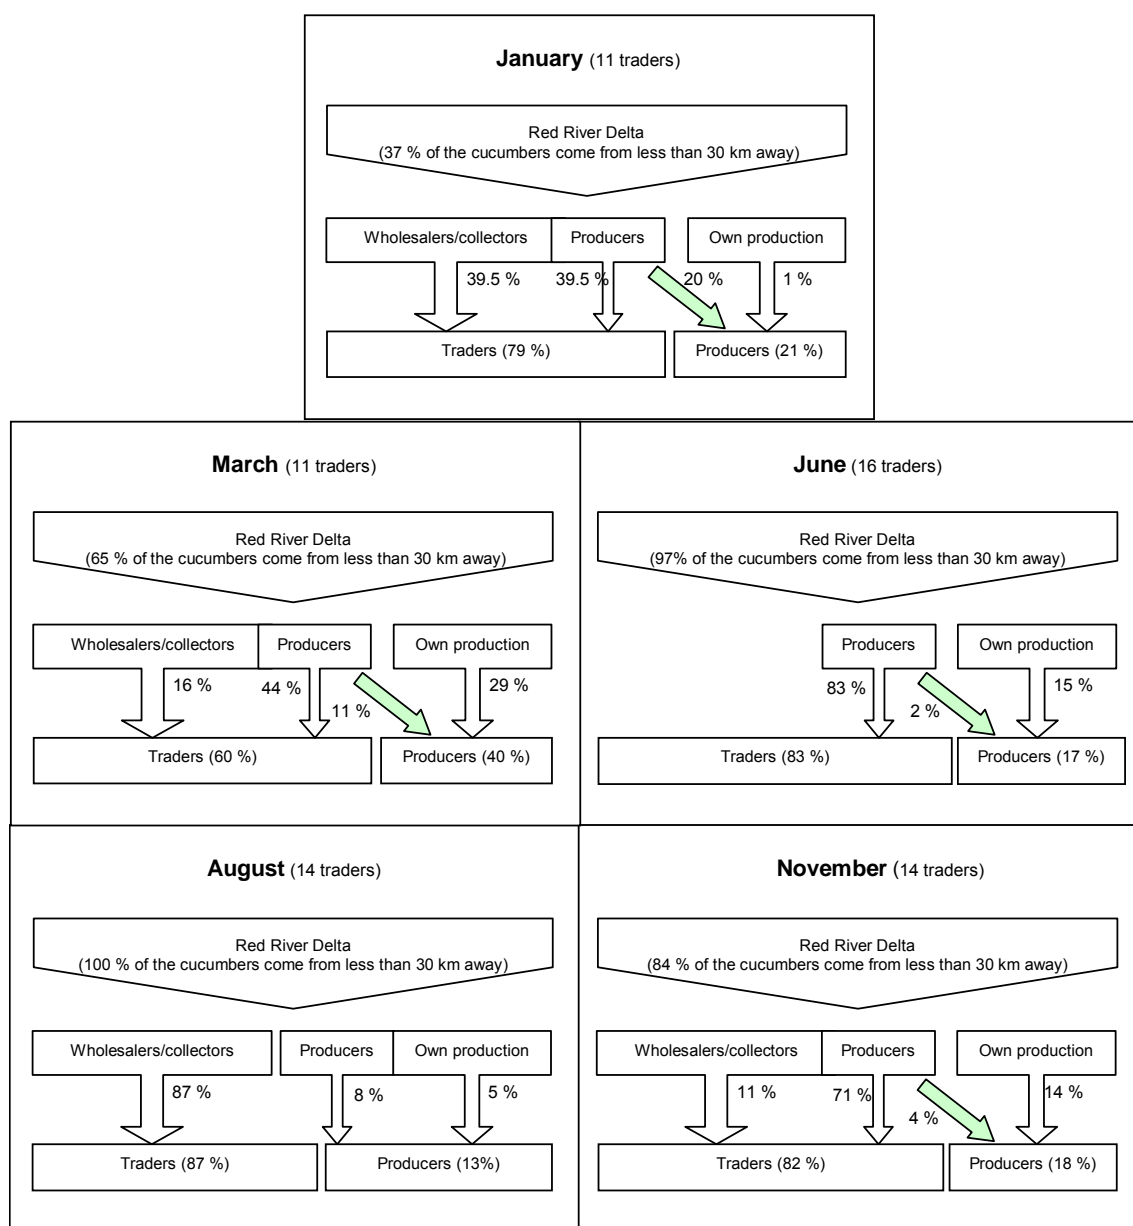 January (11 traders)
Red River Delta
(37 % of the cucumbers come from less than 30 km away)
Wholesalers/collectors Producers Own production
39.5 % 39.5% 20 % 1 %
Traders (79 %) Producers (21 %)
March (11 traders)
Red River Delta
(65 % of the cucumbers come from less than 30 km away)
Wholesalers/collectors Producers Own production
16 % 44 % 11 % 29 %
Traders (60 %) Producers (40 %)
June (16 traders)
Red River Delta
(97% of the cucumbers come from less than 30 km away)
Producers Own production
83 % 2 % 15 %
Traders (83 %) Producers (17 %)
August (14 traders)
Red River Delta
(100 % of the cucumbers come from less than 30 km away)
Wholesalers/collectors Producers Own production
87 % 8 % 5 %
Traders (87 %) Producers (13%)
November (14 traders)
Red River Delta
(84 % of the cucumbers come from less than 30 km away)
Wholesalers/collectors Producers Own production
11 % 71 % 4 % 14 %
Traders (82 %) Producers (18 %)